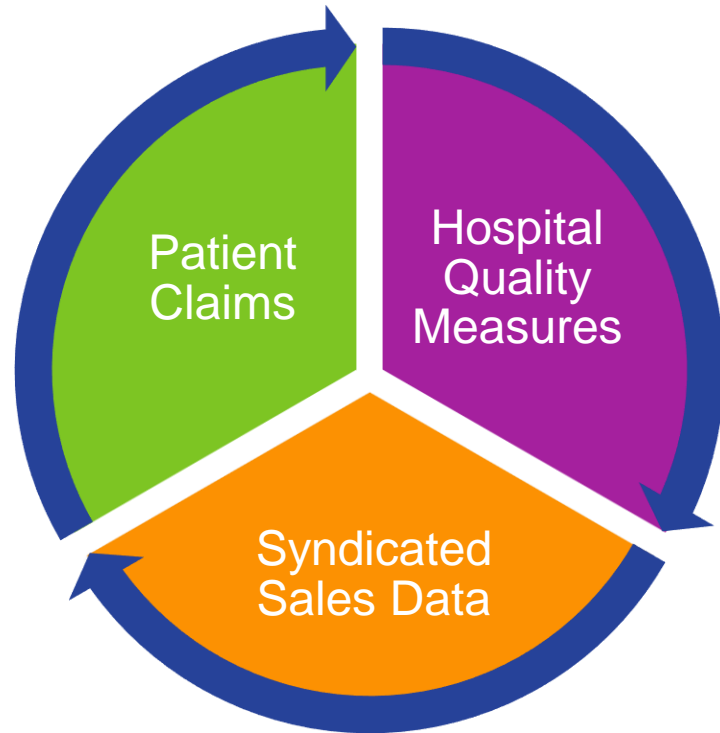 Patient
Claims
Hospital
Quality
Measures
Syndicated
Sales Data